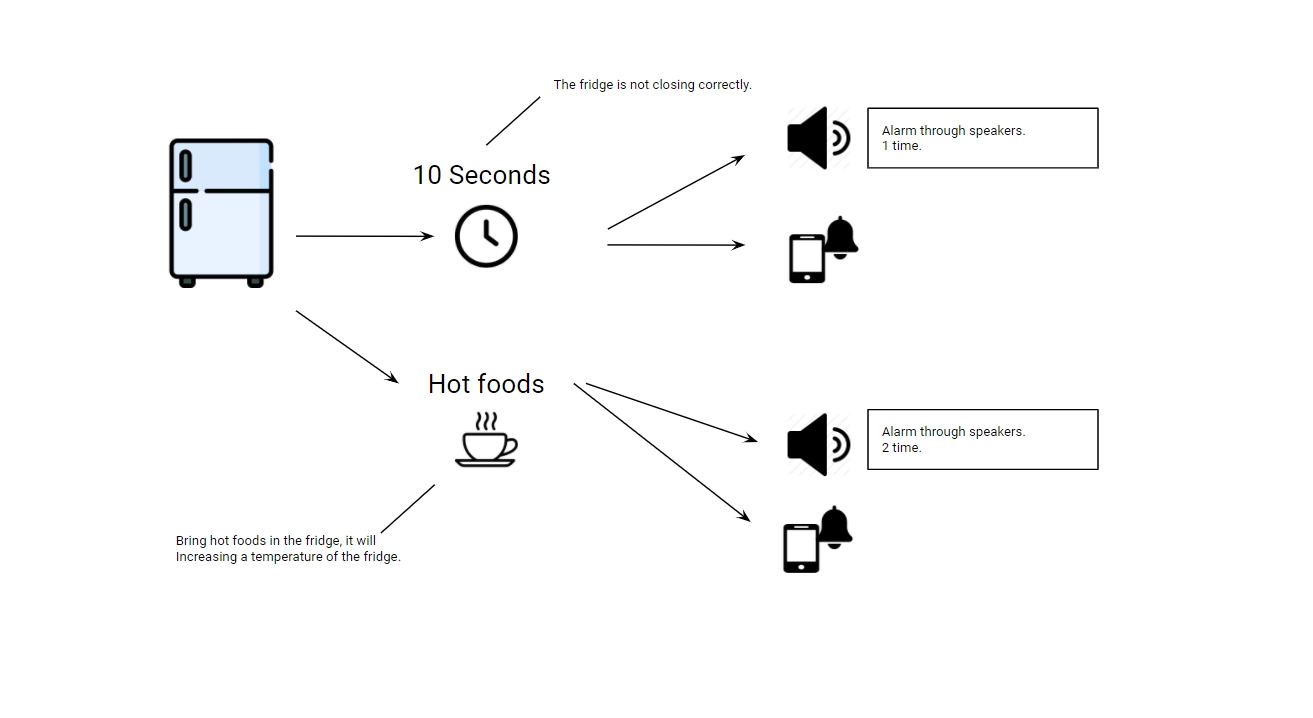 The fridge is not closing correctly.
10 Seconds
Alarm through speakers.
1 time.
Hot foods
Alarm through speakers.
2 time.
Bring hot foods in the fridge, it will
Increasing a temperature of the fridge.